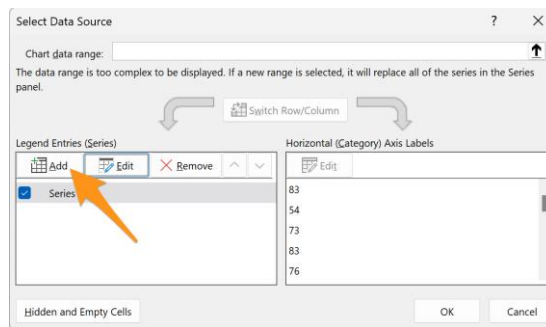 Select Data Source ? X
Chart data range:
The data range is too complex to be displayed. If a new range is selected, it will replace all of the series in the Series
panel.
Switch Row/Column
Legend Entries (Series) Horizontal (Category) Axis Labels
Add Edit Remove Edit
Series 83
54
73
83
76
Hidden and Empty Cells OK Cancel